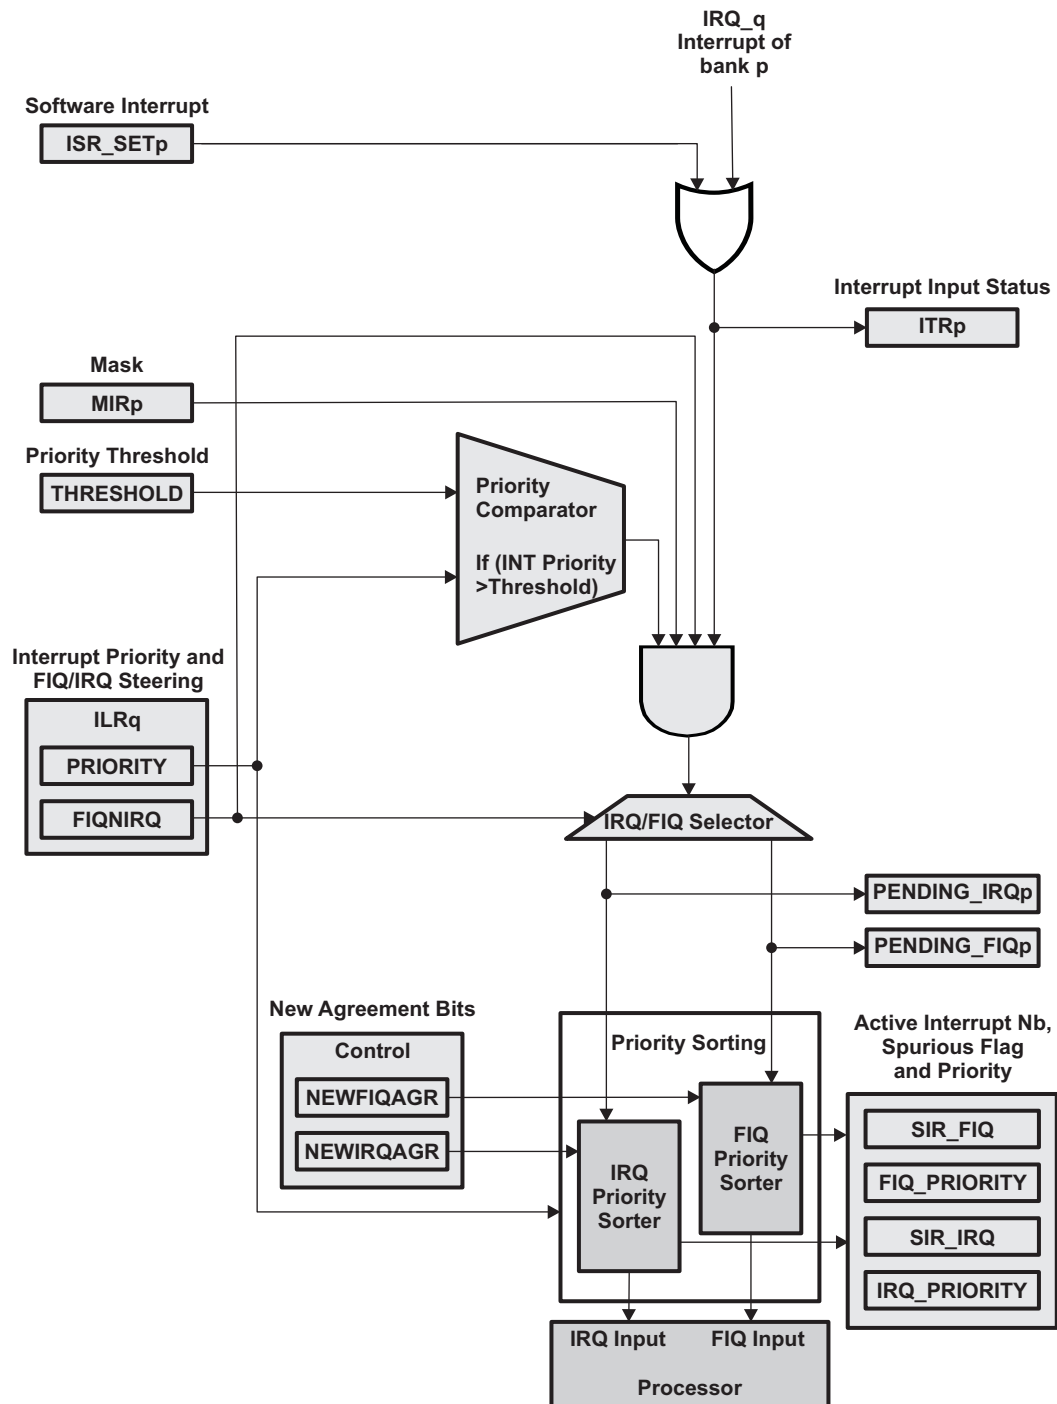 IRQ_q
Interrupt of
bank p
Software Interrupt
ISR_SETp
Interrupt Input Status
ITRp
Mask
MIRp
Priority Threshold
THRESHOLD
Priority
Comparator
If (INT Priority
>Threshold)
Interrupt Priority and
FIQ/IRQ Steering
ILRq
PRIORITY
FIQNIRQ
IRQ/FIQ Selector
PENDING_IRQp
PENDING_FIQp
New Agreement Bits
Control
NEWFIQAGR
NEWIRQAGR
Priority Sorting
FIQ
Priority
Sorter
IRQ
Priority
Sorter
Active Interrupt Nb,
Spurious Flag
and Priority
SIR_FIQ
FIQ_PRIORITY
SIR_IRQ
IRQ_PRIORITY
IRQ Input
FIQ Input
Processor